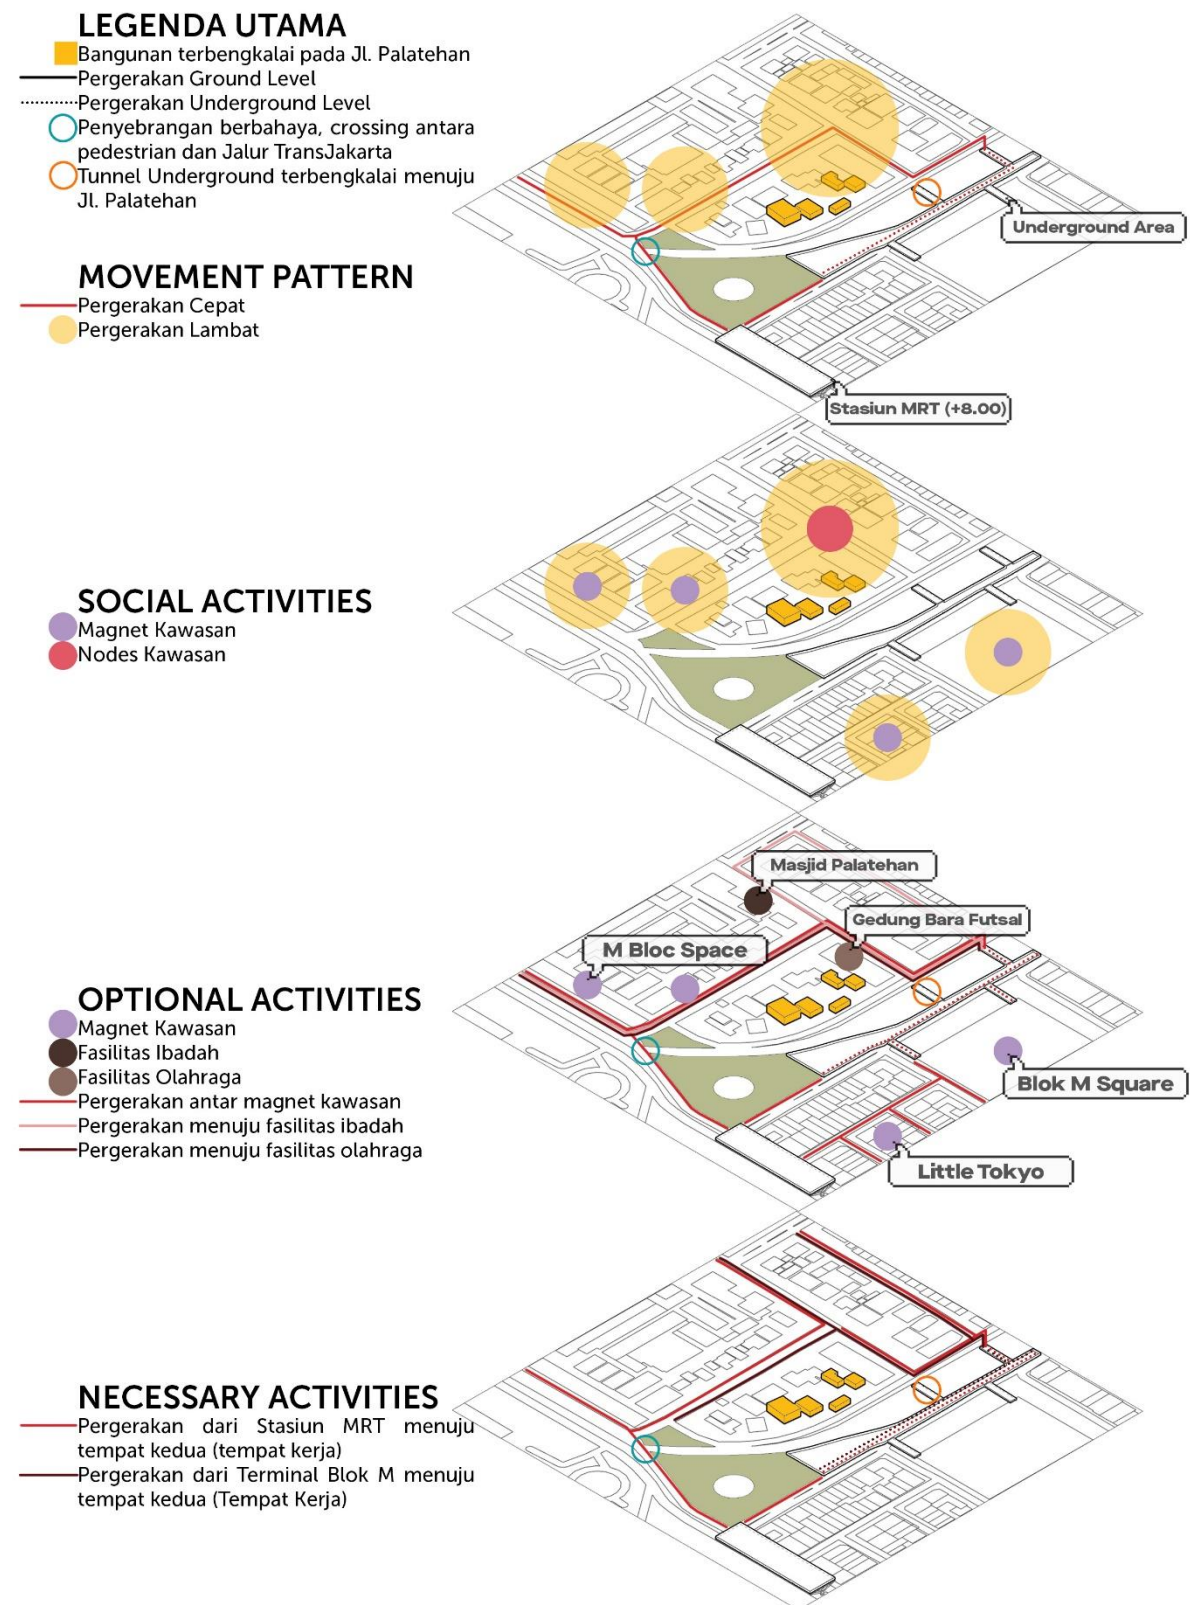 LEGENDA UTAMA
Bangunan terbengkalai pada Jl. Palatehan
Pergerakan Ground Level
Pergerakan Underground Level
Penyebrangan berbahaya, crossing antara
pedestrian dan Jalur TransJakarta
Tunnel Underground terbengkalai menuju
Jl. Palatehan
Underground Area
MOVEMENT PATTERN
Pergerakan Cepat
Pergerakan Lambat
Stasiun MRT (+8.00)
SOCIAL ACTIVITIES
Magnet Kawasan
Nodes Kawasan
Masjid Palatehan
Gedung Bara Futsal
M Bloc Space
OPTIONAL ACTIVITIES
Magnet Kawasan
Fasilitas Ibadah
Fasilitas Olahraga
Pergerakan antar magnet kawasan
Pergerakan menuju fasilitas ibadah
Pergerakan menuju fasilitas olahraga
Blok M Square
Little Tokyo
NECESSARY ACTIVITIES
Pergerakan dari Stasiun MRT menuju
tempat kedua (tempat kerja)
Pergerakan dari Terminal Blok M menuju
tempat kedua (Tempat Kerja)